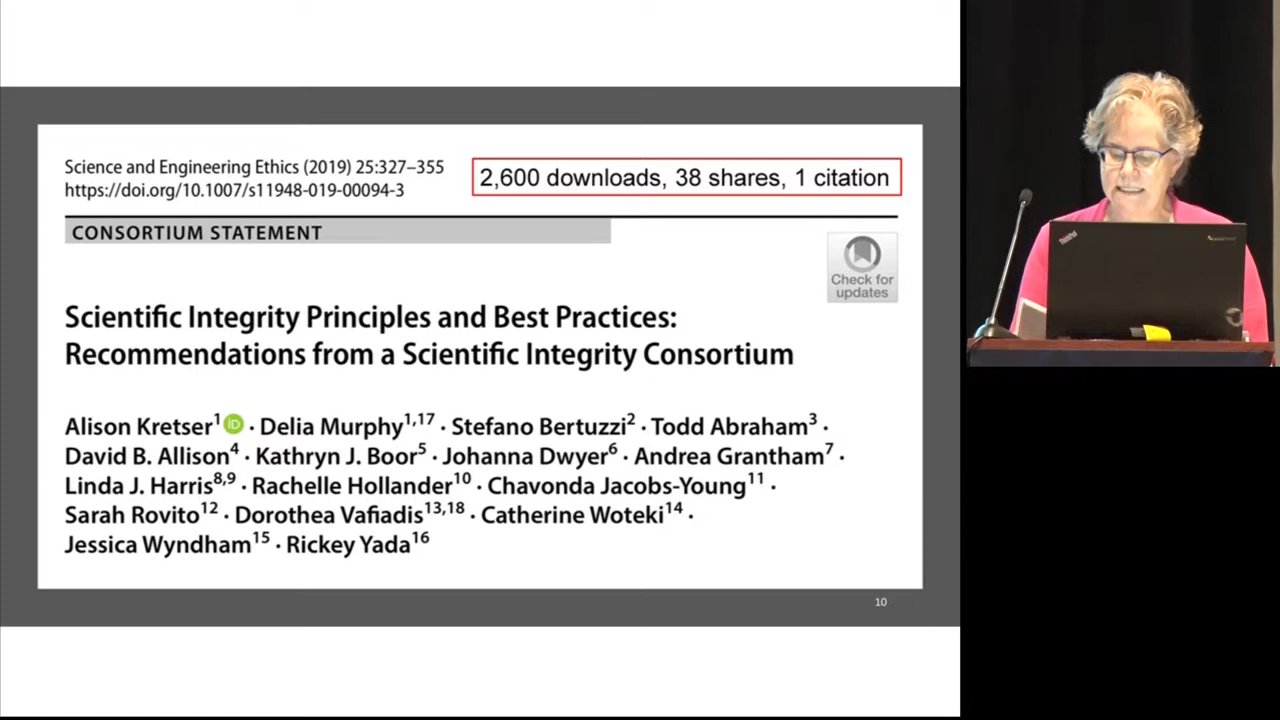 Science and Engineering Ethics (2019) 25:327–355
https://doi.org/10.1007/s11948-019-00094-3
2,600 downloads, 38 shares, 1 citation
CONSORTIUM STATEMENT
Check for
updates
Scientific Integrity Principles and Best Practices:
Recommendations from a Scientific Integrity Consortium
Alison Kretser1 iD · Delia Murphy1,17 · Stefano Bertuzzi2 · Todd Abraham3 ·
David B. Allison4 · Kathryn J. Boor5 · Johanna Dwyer6 · Andrea Grantham7 ·
Linda J. Harris8,9 · Rachelle Hollander10 · Chavonda Jacobs-Young11 ·
Sarah Rovito12 · Dorothea Vafiadis13,18 · Catherine Woteki14 ·
Jessica Wyndham15 · Rickey Yada16
10
ThinkPad